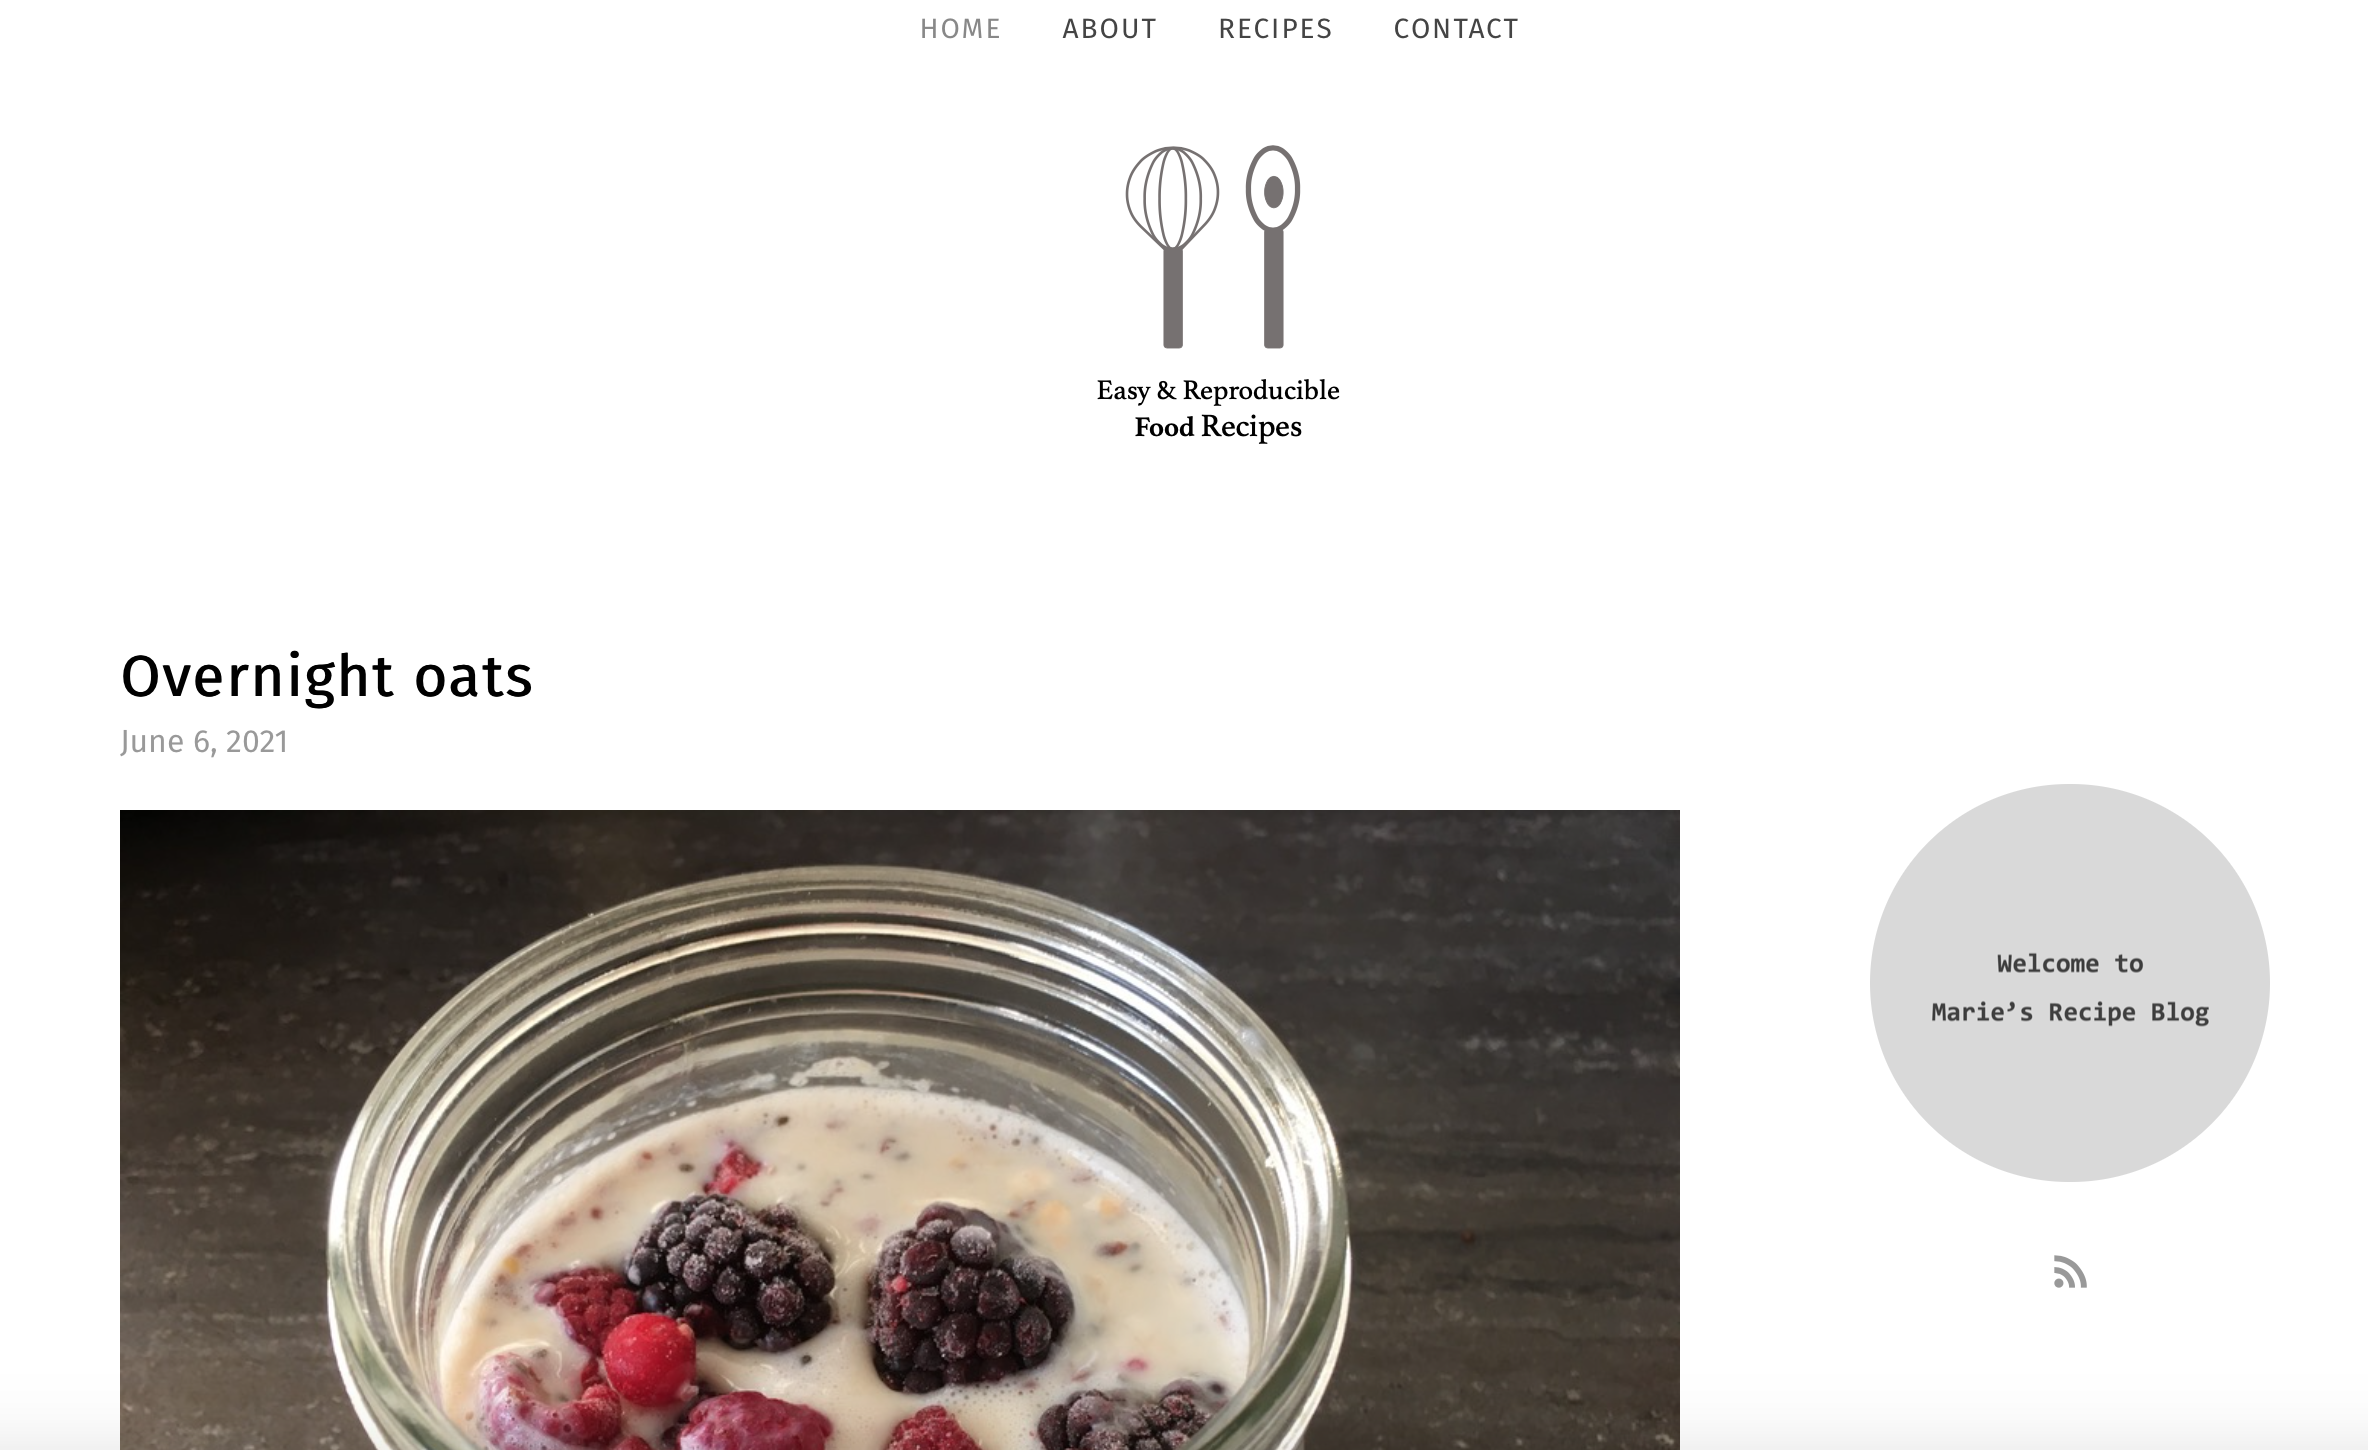 HOME ABOUT RECIPES CONTACT
Easy & Reproducible
Food Recipes
Overnight oats
June 6, 2021
Welcome to
Marie’s Recipe Blog